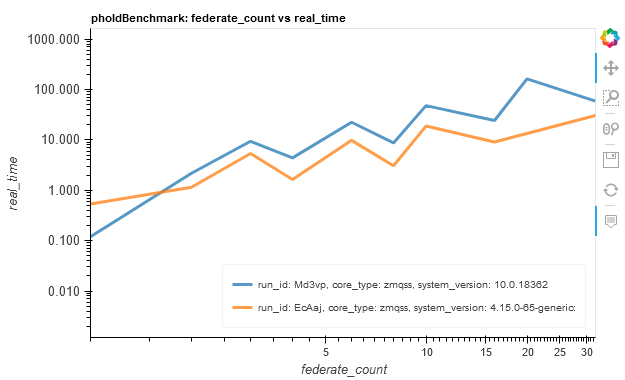 pholdBenchmark: federate_count vs real_time
1000.000
100.000
10.000
1.000
0.100
0.010
real_time
run_id: Md3vp, core_type: zmqss, system_version: 10.0.18362
run_id: EcAaj, core_type: zmqss, system_version: 4.15.0-65-generic:
5 10 15 20 25 30
federate_count